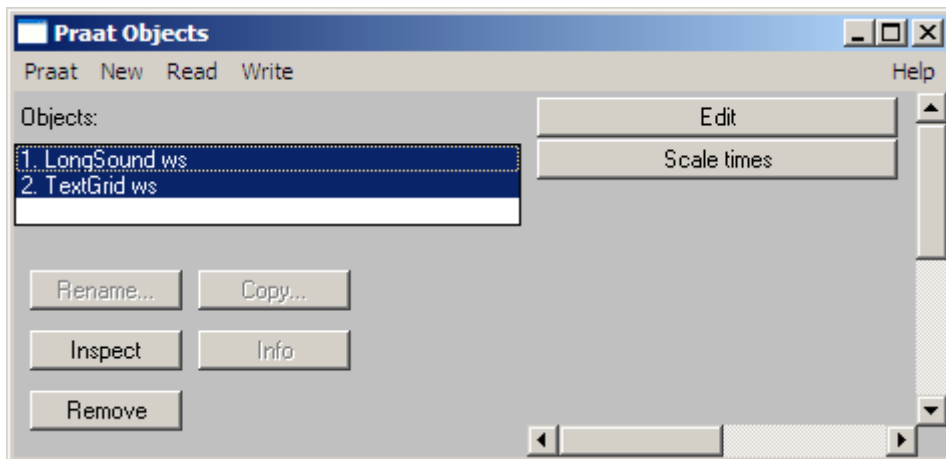 Praat Objects
Praat New Read Write Help
Objects:
1. LongSound ws
2. TextGrid ws
Edit
Scale times
Rename... Copy...
Inspect Info
Remove